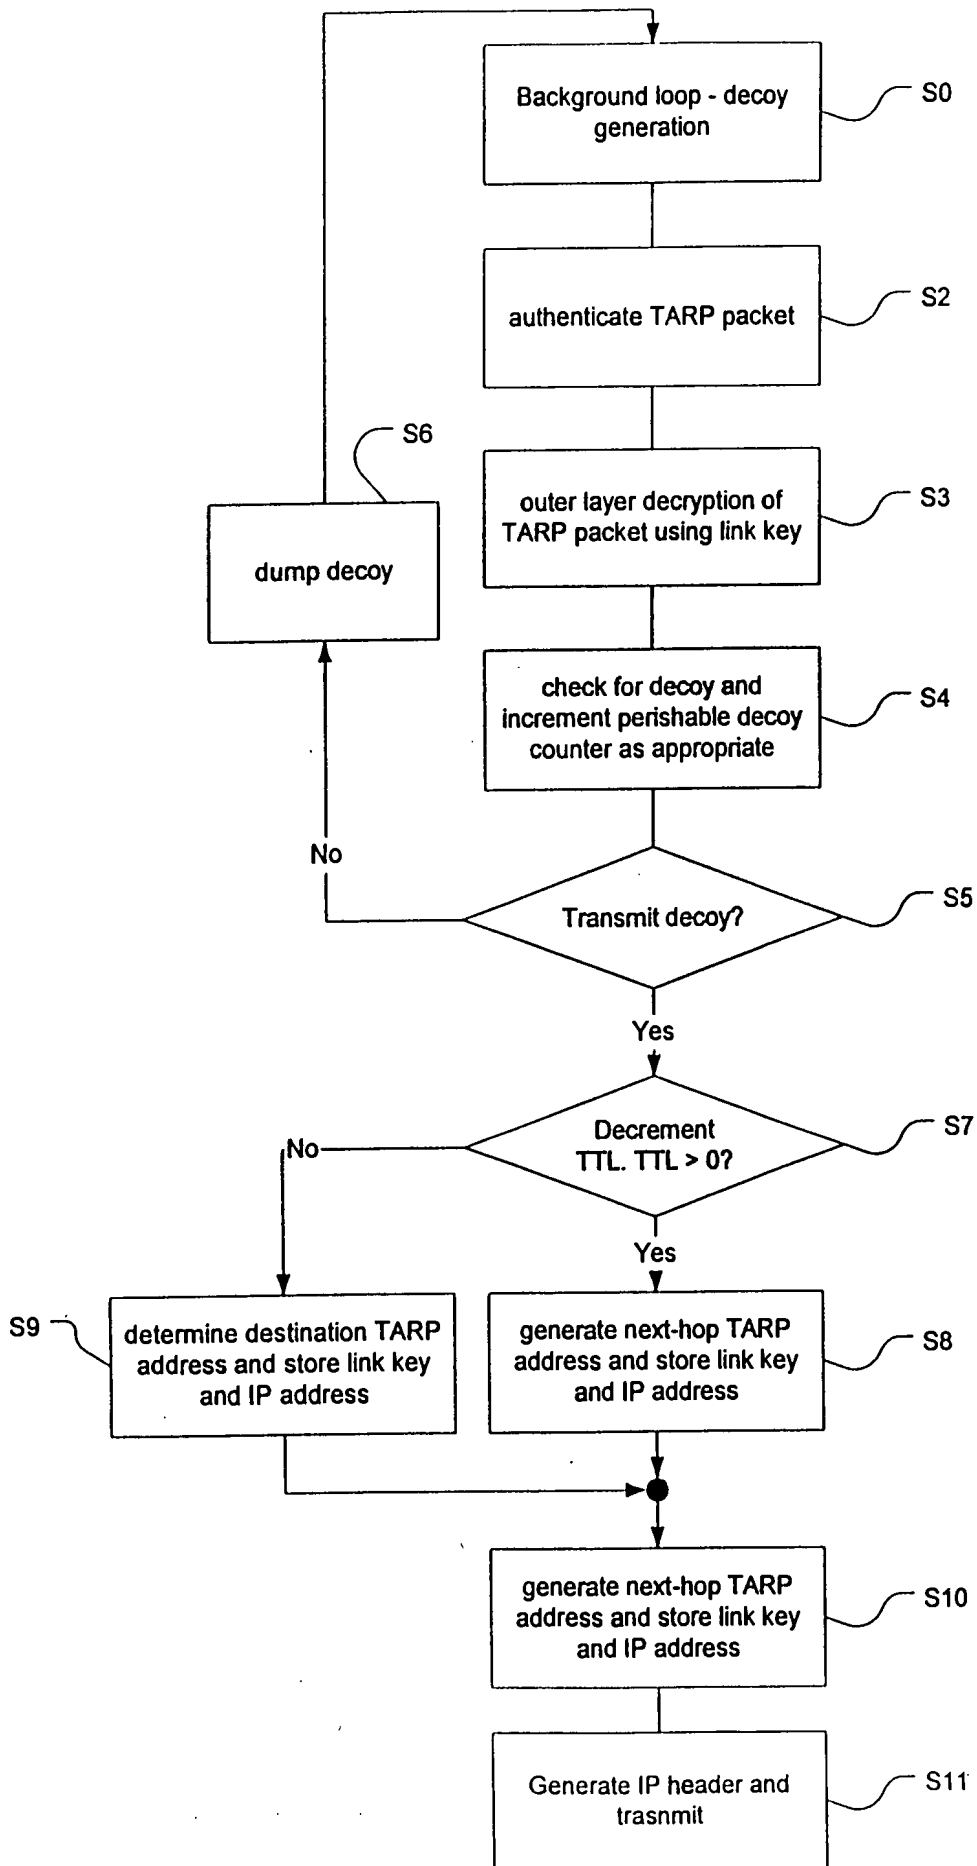 Background loop - decoy
generation
S0
authenticate TARP packet
S2
outer layer decryption of
TARP packet using link key
S3
S6
dump decoy
check for decoy and
increment perishable decoy
counter as appropriate
S4
No
Transmit decoy?
S5
Yes
Decrement
TTL. TTL > 0?
S7
No
Yes
S9
determine destination TARP
address and store link key
and IP address
generate next-hop TARP
address and store link key
and IP address
S8
generate next-hop TARP
address and store link key
and IP address
S10
Generate IP header and
trasnmit
S11